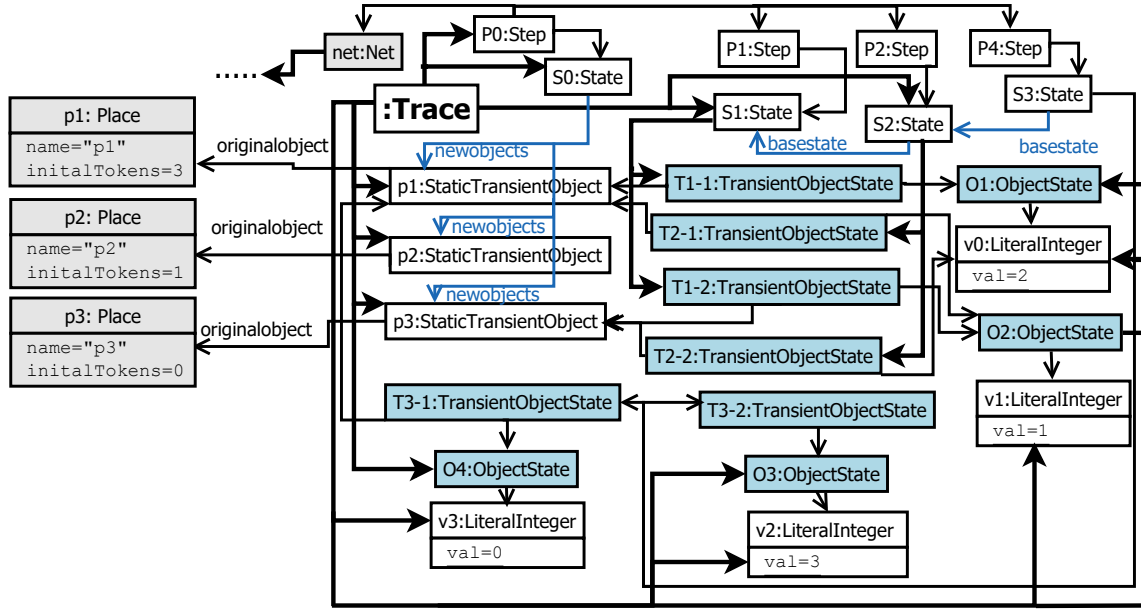 P0:Step
P1:Step
P2:Step
P4:Step
net:Net
S0:State
S3:State
.....
:Trace
S1:State
S2:State
p1: Place
name="p1"
initalTokens=3
originalobject
newobjects
basestate
basestate
p1:StaticTransientObject
T1-1:TransientObjectState
O1:ObjectState
p2: Place
name="p2"
initalTokens=1
originalobject
newobjects
T2-1:TransientObjectState
v0:LiteralInteger
val=2
p2:StaticTransientObject
T1-2:TransientObjectState
p3: Place
name="p3"
initalTokens=0
originalobject
newobjects
p3:StaticTransientObject
O2:ObjectState
T2-2:TransientObjectState
T3-1:TransientObjectState
T3-2:TransientObjectState
v1:LiteralInteger
val=1
O4:ObjectState
O3:ObjectState
v3:LiteralInteger
val=0
v2:LiteralInteger
val=3